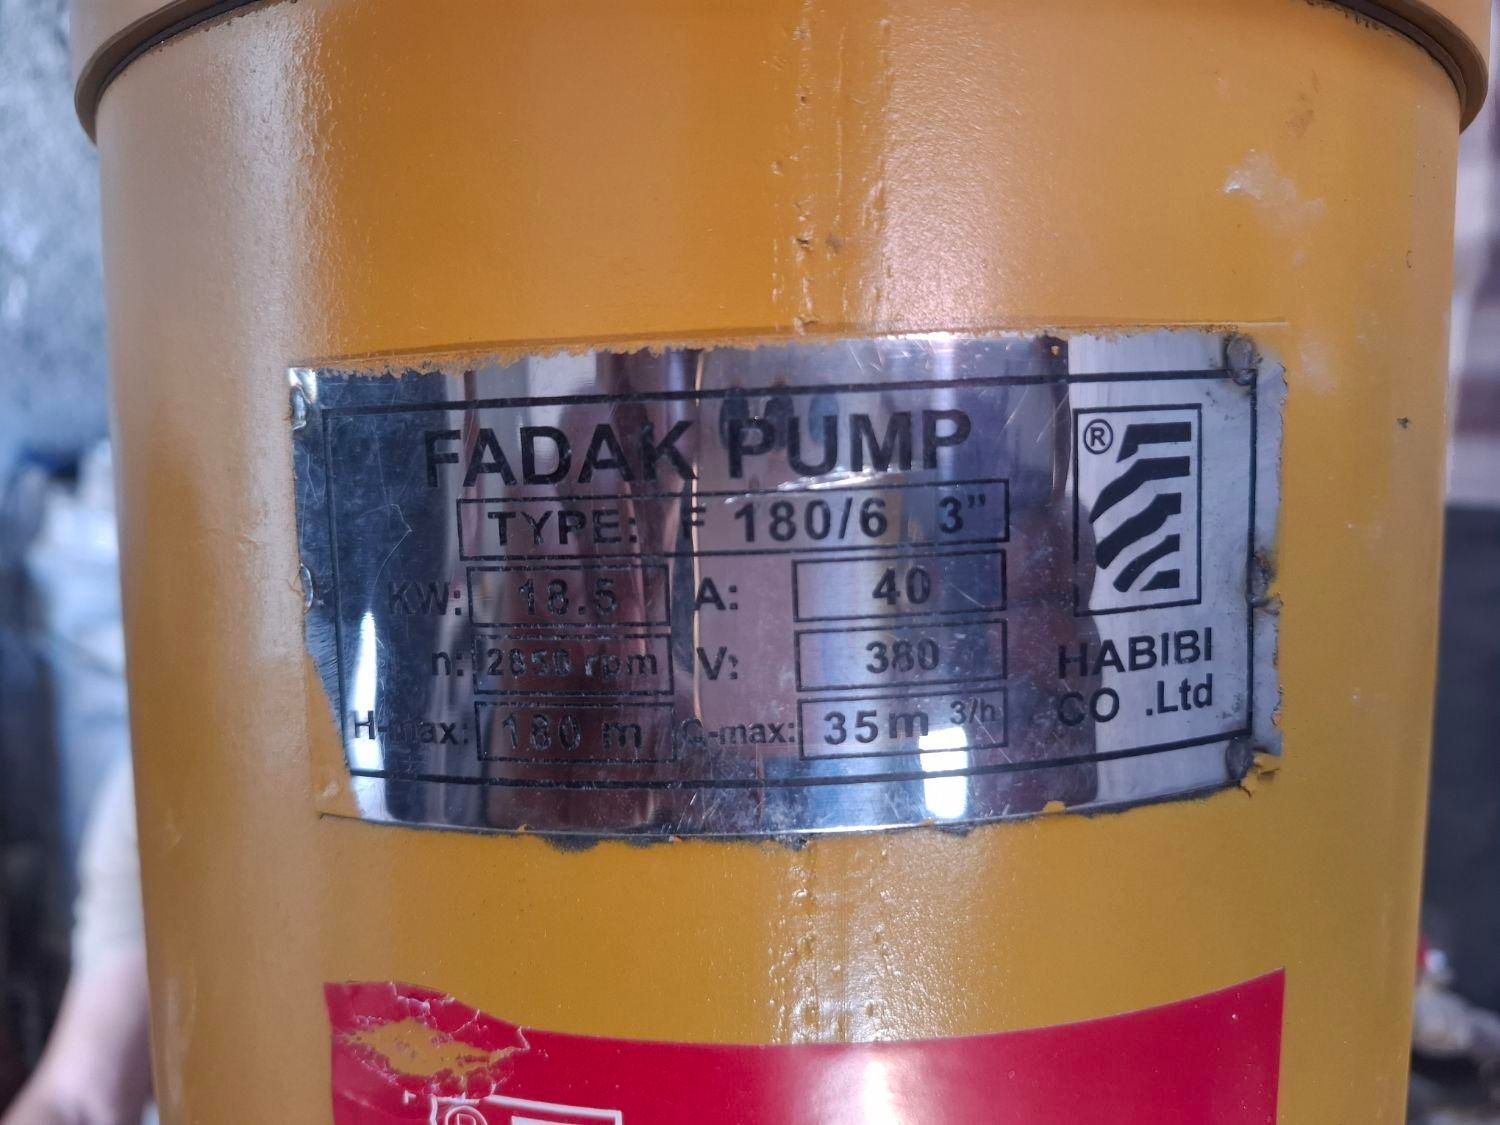 FADAK PUMP
TYPE: F 180/6 3"
KW: 18.5 A: 40
n: 2850 rpm V: 380
H-max: 180 m Q-max: 35 m 3/h
®
HABIBI
CO .Ltd
®